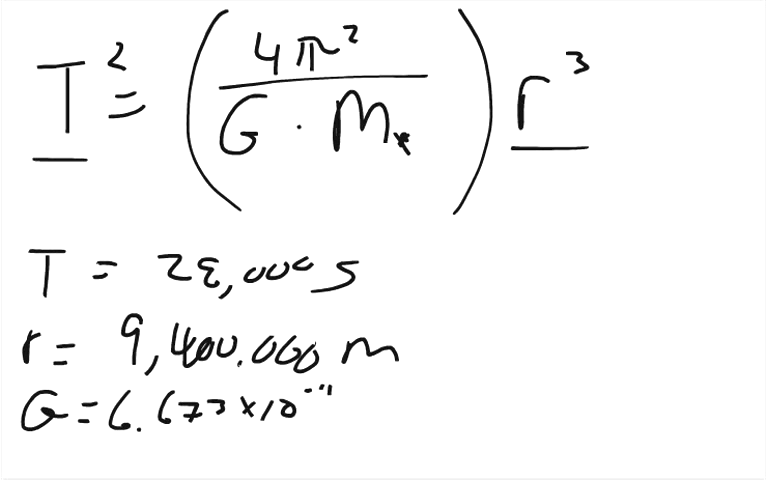 T² = (4π² / G · M*) r³
T = 28,000 s
r = 9,400.000 m
G = 6.673 × 10⁻¹¹